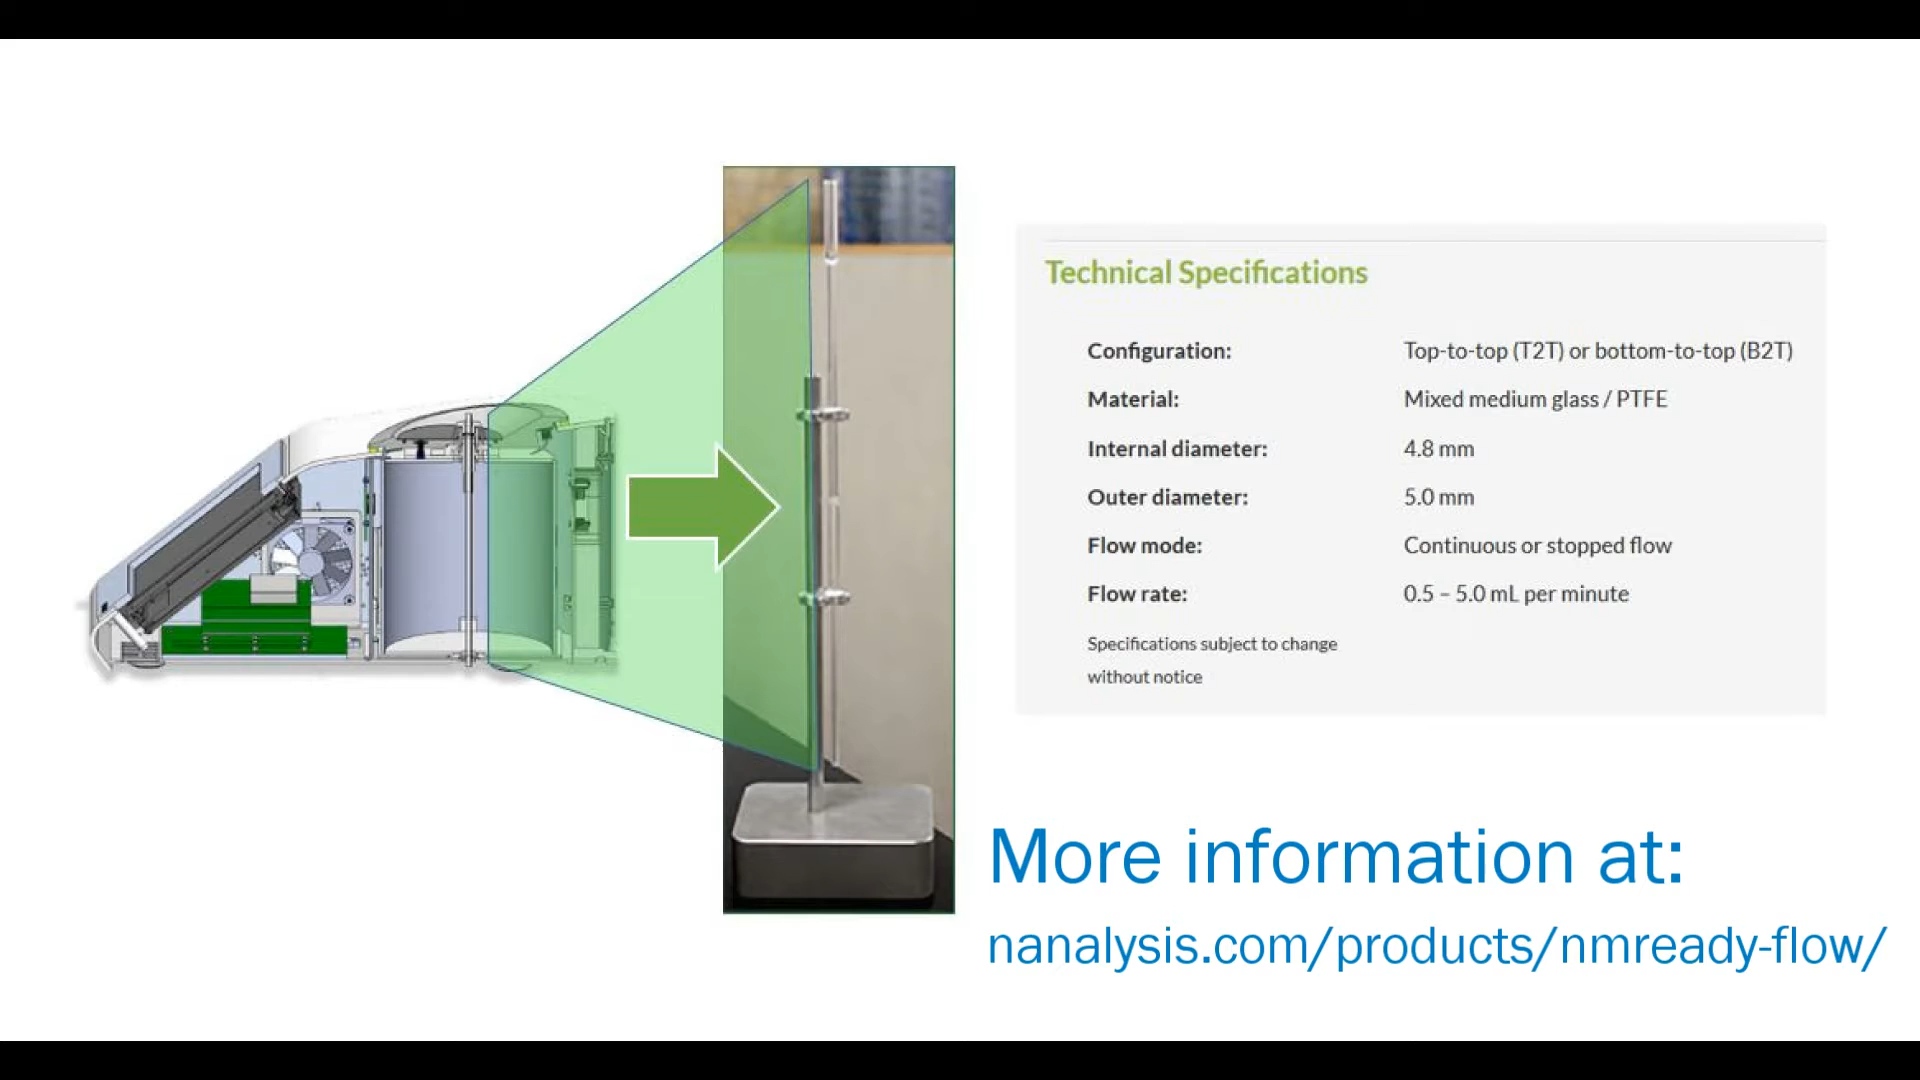 Technical Specifications
Configuration: Top-to-top (T2T) or bottom-to-top (B2T)
Material: Mixed medium glass / PTFE
Internal diameter: 4.8 mm
Outer diameter: 5.0 mm
Flow mode: Continuous or stopped flow
Flow rate: 0.5 – 5.0 mL per minute
Specifications subject to change
without notice
More information at:
nanalysis.com/products/nmready-flow/